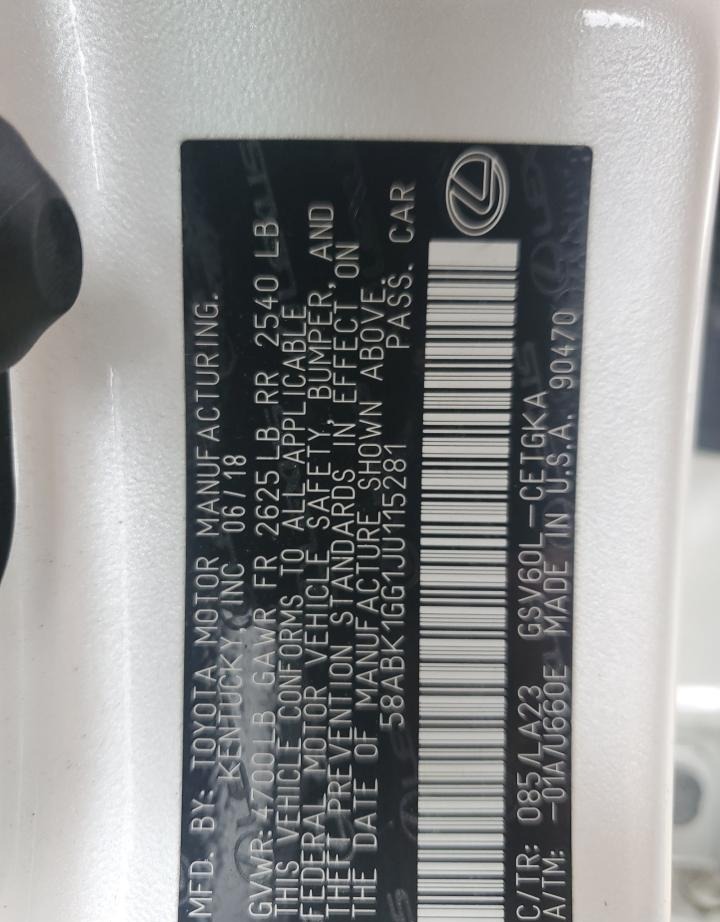 MFD. BY: TOYOTA MOTOR MANUFACTURING.
KENTUCKY, INC 06/18
GVWR:4700LB GAWR FR 2625LB RR 2540 LB
THIS VEHICLE CONFORMS TO ALL APPLICABLE
FEDERAL MOTOR VEHICLE SAFETY, BUMPER, AND
THEFT PREVENTION STANDARDS IN EFFECT ON
THE DATE OF MANUFACTURE SHOWN ABOVE.
58ABK1GG1JU115281 PASS. CAR
C/TR: 085/LA23 GSV60L-CETGKA
A/TM: -01A/U660E MADE IN U.S.A. 90470